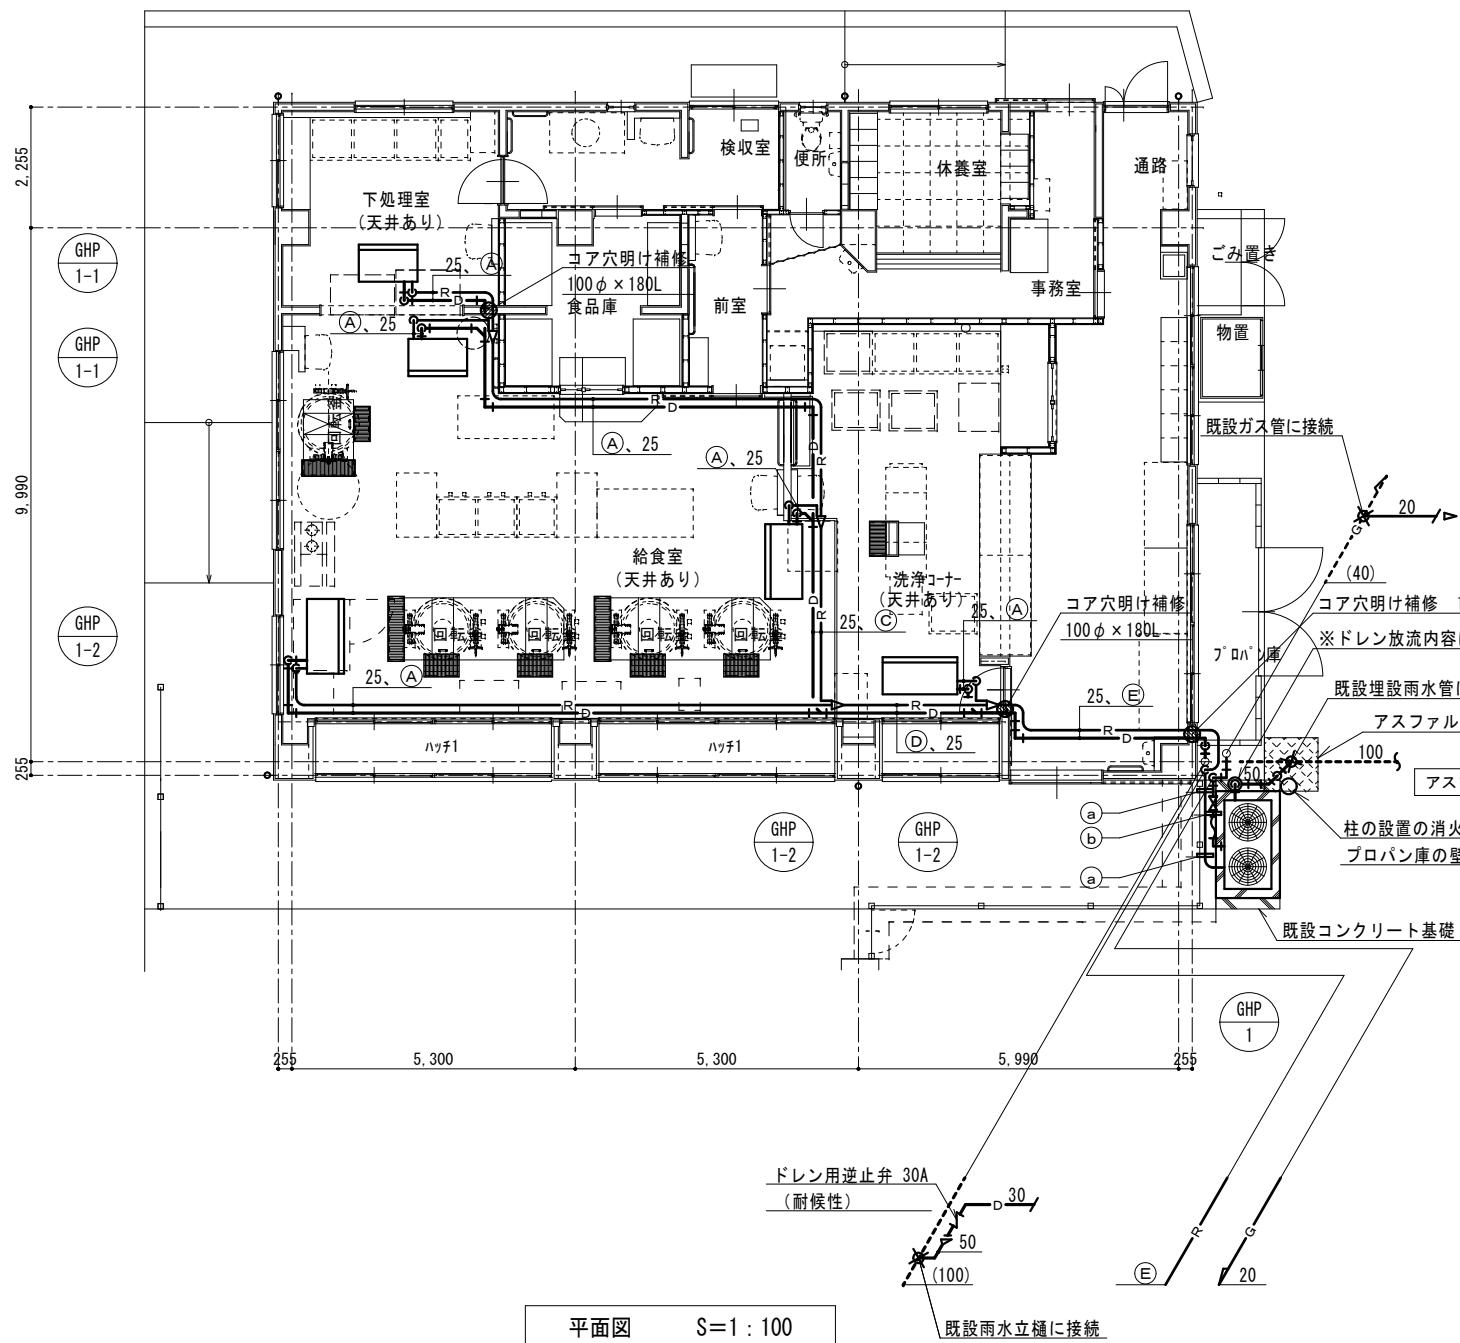 検収室
便所
休養室
通路
下処理室
(天井あり)
2,255
GHP
1-1
25、Ⓐ
コア穴明け補修
100φ×180L
食品庫
前室
事務室
ごみ置き
R
D
GHP
1-1
Ⓐ、25
物置
R
D
既設ガス管に接続
Ⓐ、25
Ⓐ、25
D
R
回転
9,990
G
20
給食室
(天井あり)
洗浄コーナー
(天井あり)
(40)
D
R
25、Ⓒ
25、Ⓐ
コア穴明け補修
100φ×180L
コア穴明け補修
※ドレン放流内容
GHP
1-2
回転
回転
回転
回転
プロパン庫
25、Ⓐ
25、Ⓔ
既設埋設雨水管
R
D
R
D
R
D
アスファル
ハッチ1
ハッチ1
Ⓓ、25
100
255
50
アス
ⓐ
ⓑ
ⓐ
GHP
1-2
GHP
1-2
柱の設置の消火
プロパン庫の壁
既設コンクリート基礎
GHP
1
255
5,300
5,300
5,990
255
ドレン用逆止弁 30A
(耐候性)
D
30
50
(100)
R
G
Ⓔ
20
既設雨水立樋に接続
平面図 S=1:100